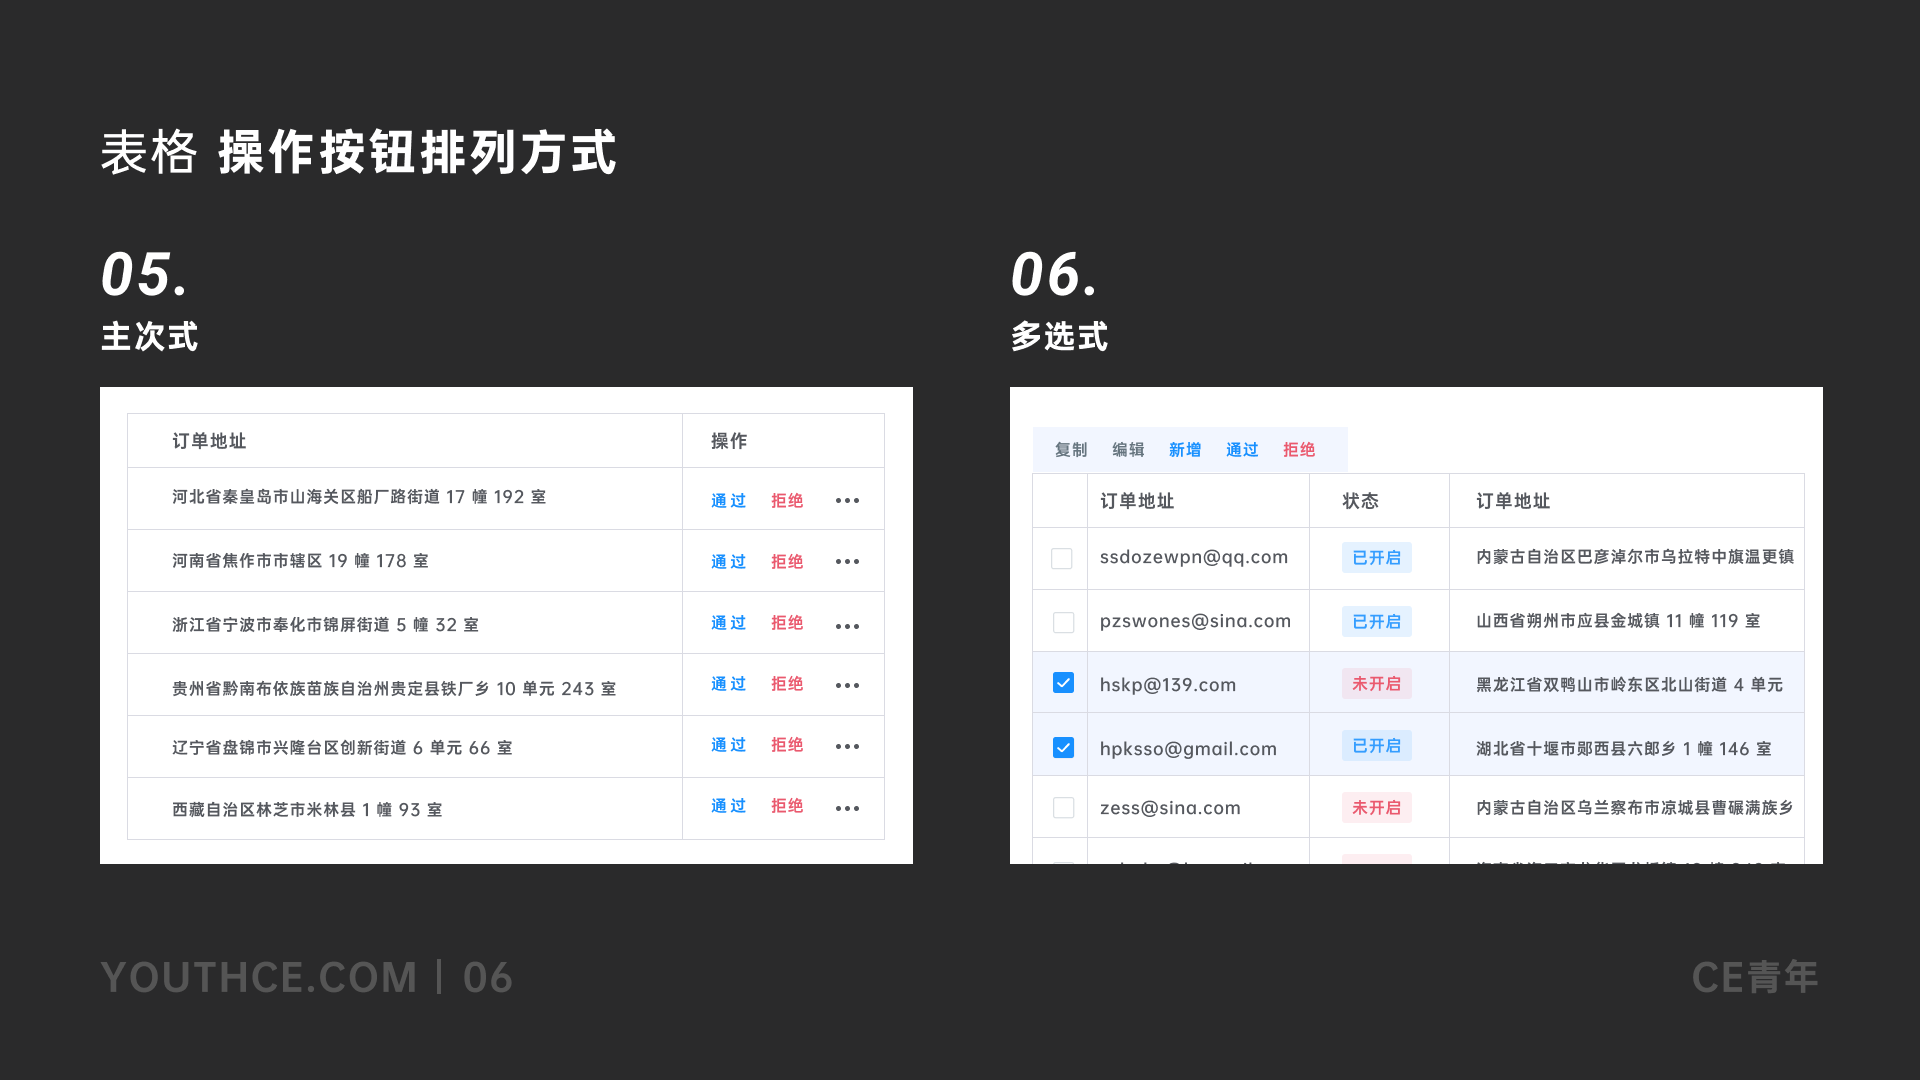 表格 操作按钮排列方式
05.
主次式
订单地址 操作
河北省秦皇岛市山海关区船厂路街道 17 幢 192 室 通过 拒绝 •••
河南省焦作市市辖区 19 幢 178 室 通过 拒绝 •••
浙江省宁波市奉化市锦屏街道 5 幢 32 室 通过 拒绝 •••
贵州省黔南布依族苗族自治州贵定县铁厂乡 10 单元 243 室 通过 拒绝 •••
辽宁省盘锦市兴隆台区创新街道 6 单元 66 室 通过 拒绝 •••
西藏自治区林芝市米林县 1 幢 93 室 通过 拒绝 •••
06.
多选式
复制 编辑 新增 通过 拒绝
订单地址 状态 订单地址
ssdozewpn@qq.com 已开启 内蒙古自治区巴彦淖尔市乌拉特中旗温更镇
pzswones@sina.com 已开启 山西省朔州市应县金城镇 11 幢 119 室
hskp@139.com 未开启 黑龙江省双鸭山市岭东区北山街道 4 单元
hpksso@gmail.com 已开启 湖北省十堰市郧西县六郎乡 1 幢 146 室
zess@sina.com 未开启 内蒙古自治区乌兰察布市凉城县曹碾满族乡
YOUTHCE.COM | 06
CE青年